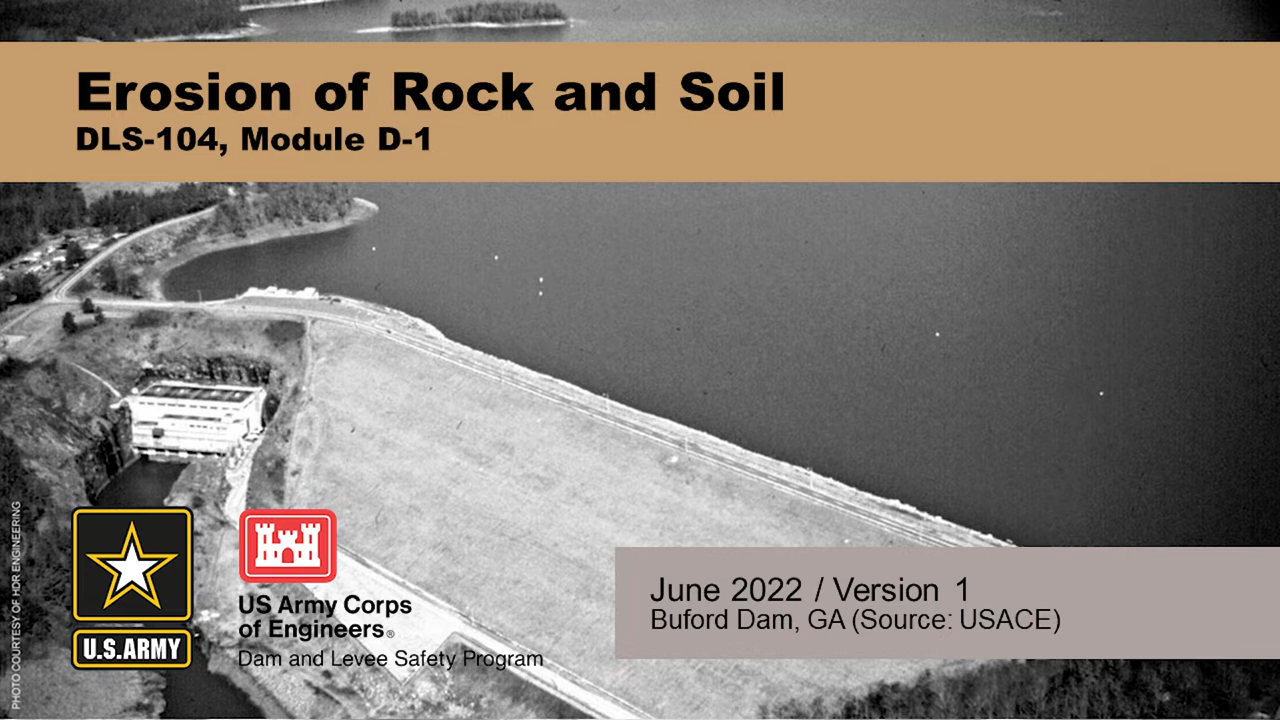 Erosion of Rock and Soil
DLS-104, Module D-1
PHOTO COURTESY OF HDR ENGINEERING
U.S.ARMY
US Army Corps
of Engineers®
Dam and Levee Safety Program
June 2022 / Version 1
Buford Dam, GA (Source: USACE)